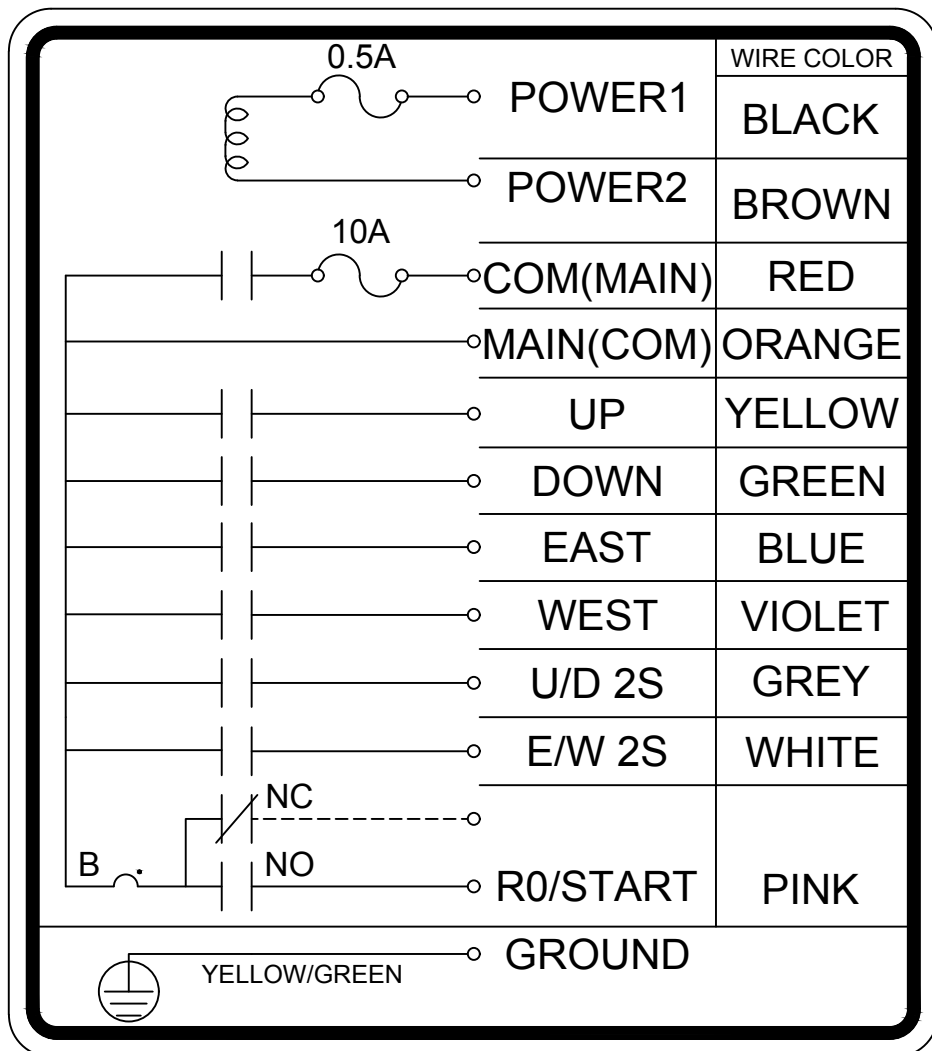 WIRE COLOR
0.5A
POWER1 BLACK
POWER2 BROWN
10A
COM(MAIN) RED
MAIN(COM) ORANGE
UP YELLOW
DOWN GREEN
EAST BLUE
WEST VIOLET
U/D 2S GREY
E/W 2S WHITE
NC
B NO R0/START PINK
YELLOW/GREEN GROUND